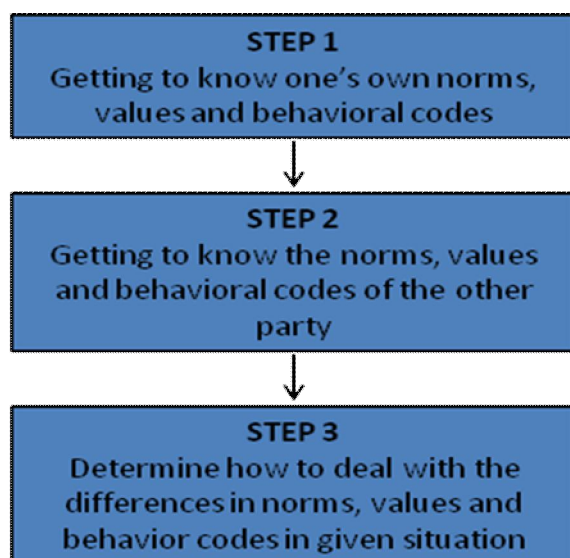 STEP 1
Getting to know one's own norms,
values and behavioral codes
STEP 2
Getting to know the norms, values
and behavioral codes of the other
party
STEP 3
Determine how to deal with the
differences in norms, values and
behavior codes in given situation